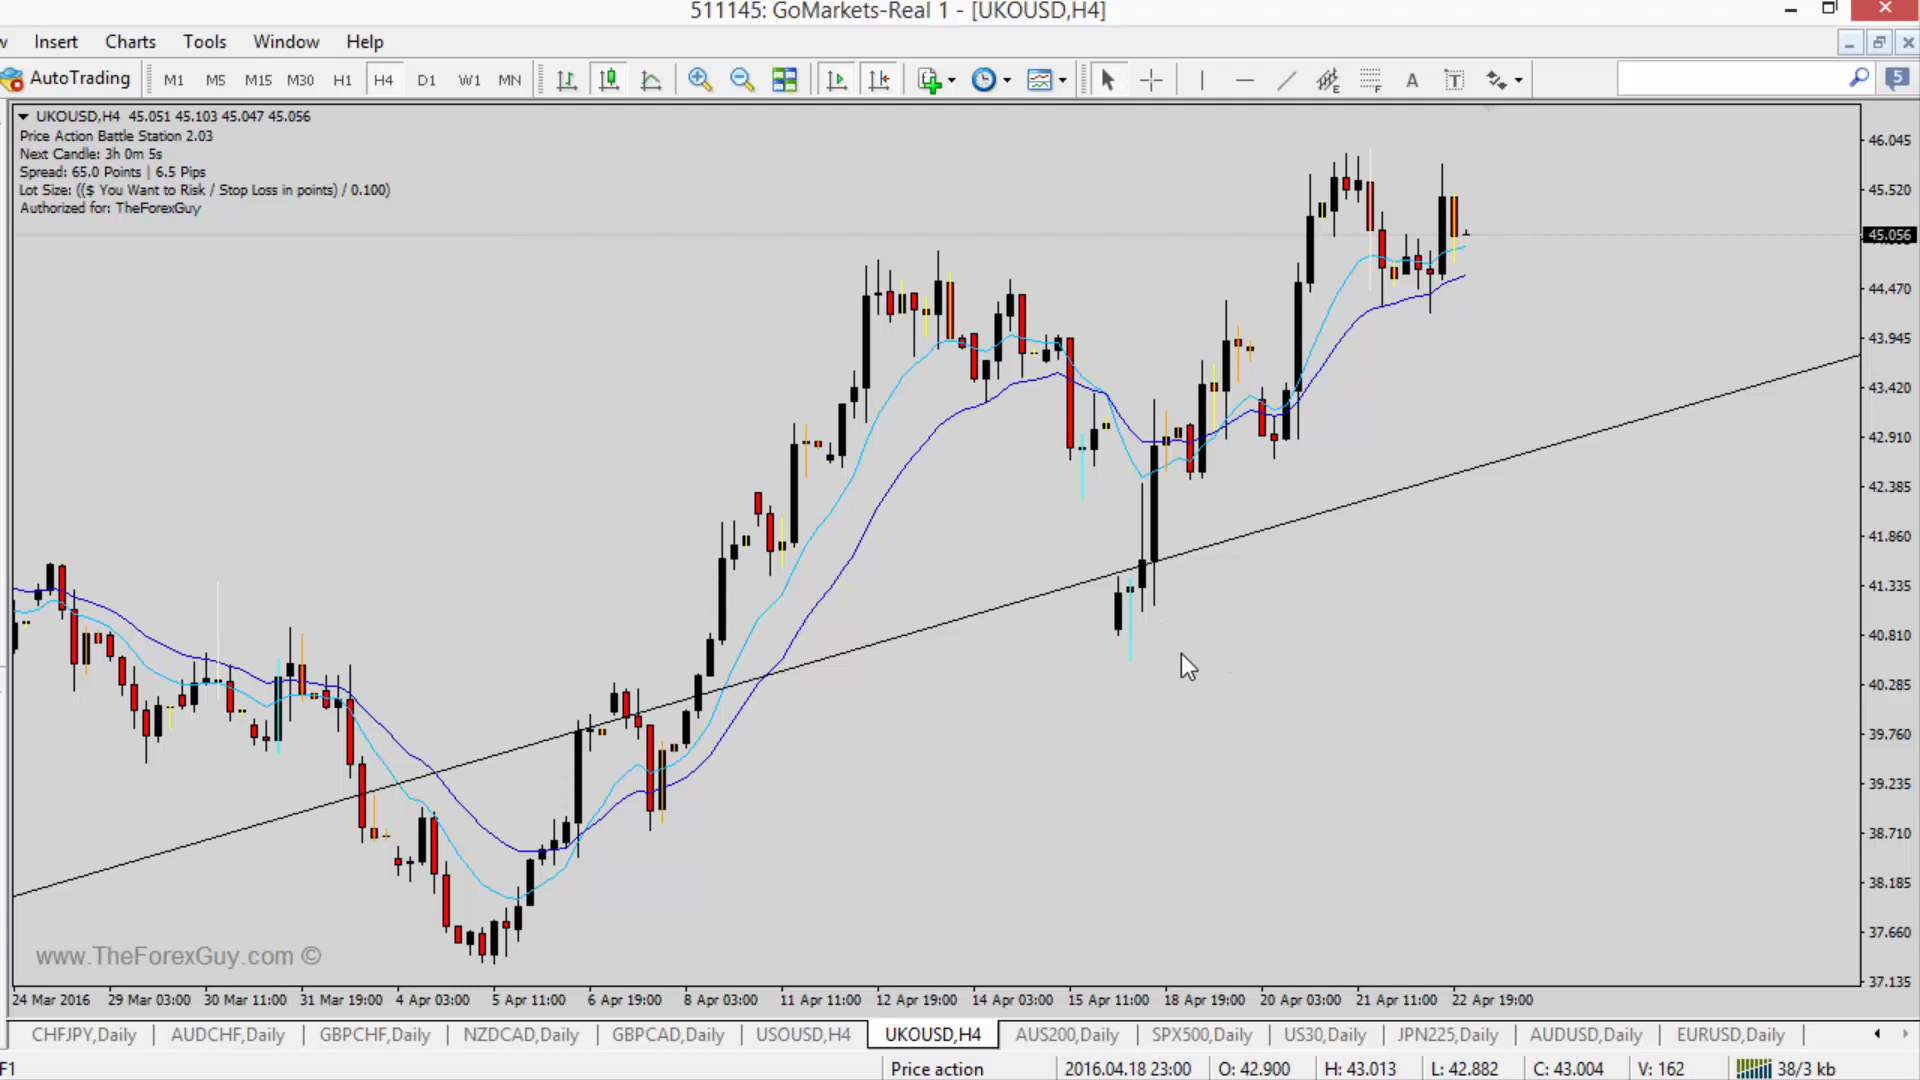 511145: GoMarkets-Real 1 - [UKOUSD,H4]
Insert Charts Tools Window Help
AutoTrading M1 M5 M15 M30 H1 H4 D1 W1 MN E F A T 5
UKOUSD,H4 45.051 45.103 45.047 45.056
Price Action Battle Station 2.03
Next Candle: 3h 0m 5s
Spread: 65.0 Points | 6.5 Pips
Lot Size: (($ You Want to Risk / Stop Loss in points) / 0.100)
Authorized for: TheForexGuy
46.045
45.520
45.056
44.470
43.945
43.420
42.910
42.385
41.860
41.335
40.810
40.285
39.760
39.235
38.710
38.185
37.660
37.135
www.TheForexGuy.com ©
24 Mar 2016 29 Mar 03:00 30 Mar 11:00 31 Mar 19:00 4 Apr 03:00 5 Apr 11:00 6 Apr 19:00 8 Apr 03:00 11 Apr 11:00 12 Apr 19:00 14 Apr 03:00 15 Apr 11:00 18 Apr 19:00 20 Apr 03:00 21 Apr 11:00 22 Apr 19:00
CHFJPY,Daily | AUDCHF,Daily | GBPCHF,Daily | NZDCAD,Daily | GBPCAD,Daily | USOUSD,H4 | UKOUSD,H4 | AUS200,Daily | SPX500,Daily | US30,Daily | JPN225,Daily | AUDUSD,Daily | EURUSD,Daily |
F1 Price action 2016.04.18 23:00 O: 42.900 H: 43.013 L: 42.882 C: 43.004 V: 162 38/3 kb